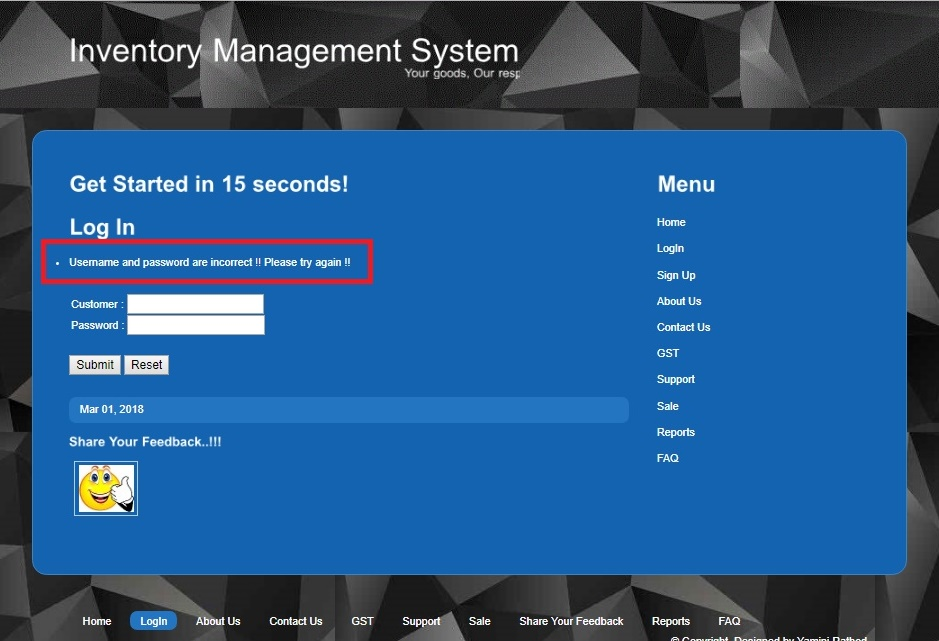 Inventory Management System
Your goods, Our
Get Started in 15 seconds!
Log In
Username and password are incorrect !! Please try again !!
Customer :
Password :
Submit Reset
Mar 01, 2018
Share Your Feedback..!!!
Menu
Home
LogIn
Sign Up
About Us
Contact Us
GST
Support
Sale
Reports
FAQ
Home LogIn About Us Contact Us GST Support Sale Share Your Feedback Reports FAQ
© Copyright. Designed by Yamini Rathod